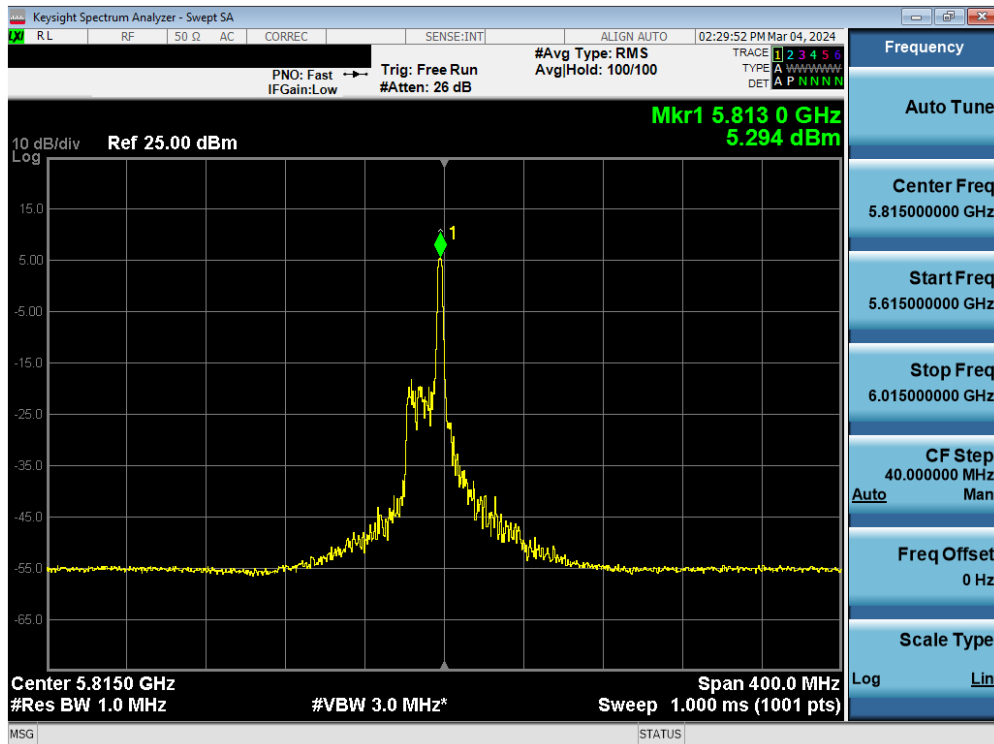 Keysight Spectrum Analyzer - Swept SA
LXI RL RF 50 Ω AC CORREC SENSE:INT ALIGN AUTO 02:29:52 PM Mar 04, 2024
PNO: Fast
IFGain:Low
Trig: Free Run
#Atten: 26 dB
#Avg Type: RMS
Avg|Hold: 100/100
TRACE 1 2 3 4 5 6
TYPE A WWWWW
DET A P N N N N
Mkr1 5.813 0 GHz
5.294 dBm
10 dB/div
Log
Ref 25.00 dBm
1
15.0
5.00
-5.00
-15.0
-25.0
-35.0
-45.0
-55.0
-65.0
Center 5.8150 GHz
Span 400.0 MHz
#Res BW 1.0 MHz
#VBW 3.0 MHz*
Sweep 1.000 ms (1001 pts)
MSG
STATUS
Frequency
Auto Tune
Center Freq
5.815000000 GHz
Start Freq
5.615000000 GHz
Stop Freq
6.015000000 GHz
CF Step
40.000000 MHz
Auto Man
Freq Offset
0 Hz
Scale Type
Log Lin